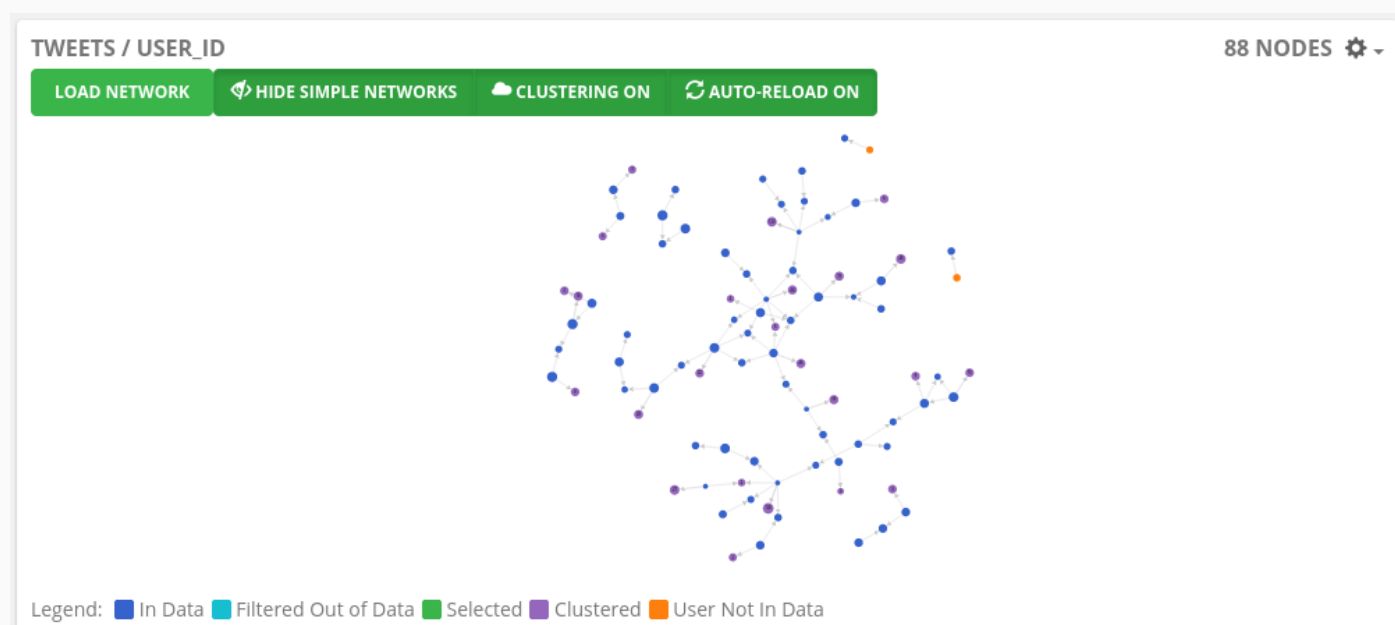 TWEETS / USER_ID 88 NODES
LOAD NETWORK HIDE SIMPLE NETWORKS CLUSTERING ON AUTO-RELOAD ON
Legend: In Data Filtered Out of Data Selected Clustered User Not In Data